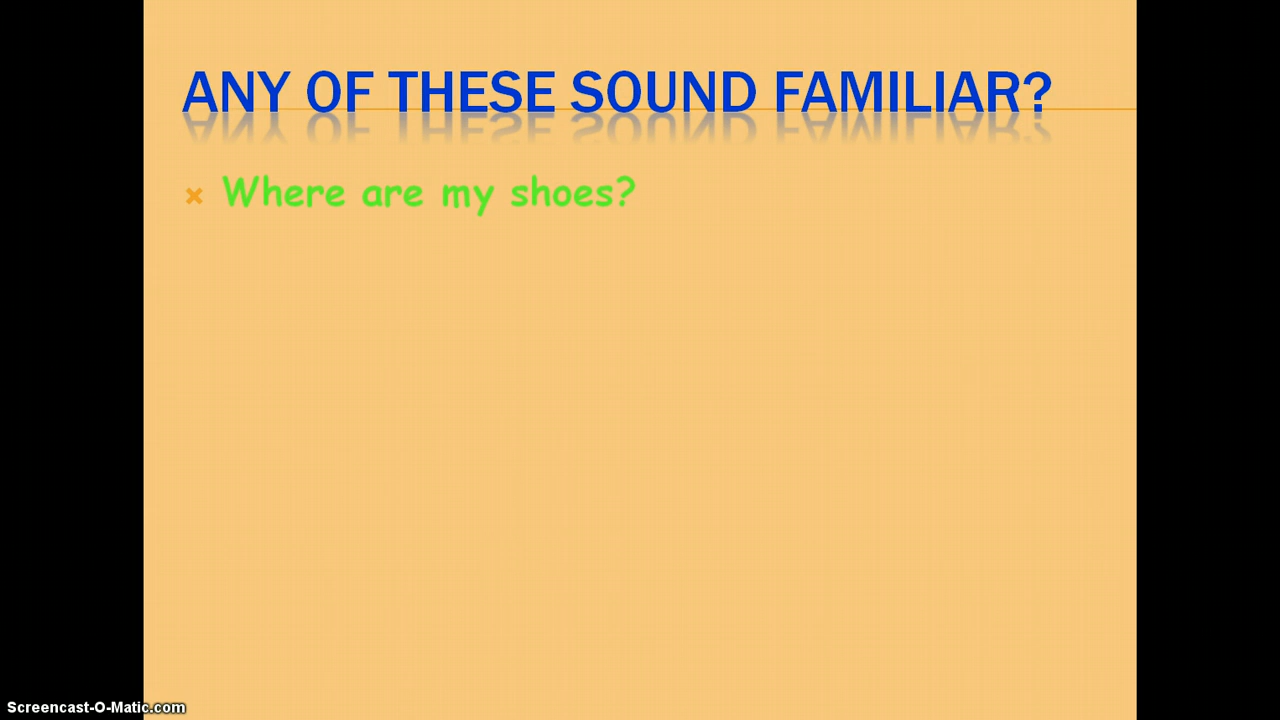 ANY OF THESE SOUND FAMILIAR?
Where are my shoes?
Screencast-O-Matic.com